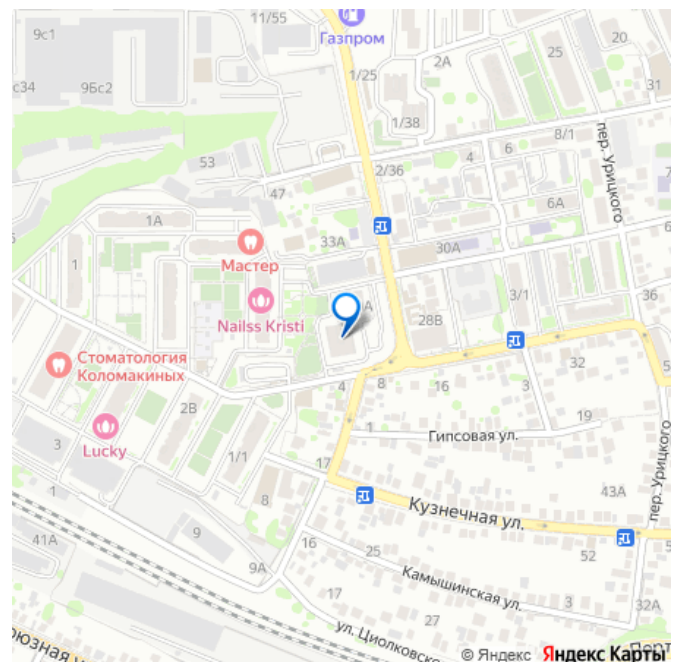 11/55
9с1
Газпром
20
25
2А
с34
9Бс2
1/25
31
1/38
8/1
пер. Урицкого
53
2/36
4
6
47
6А
1А
33А
30А
1
Мастер
36
3/1
Nailss Kristi
28В
Стоматология
Коломакиных
32
4
8
16
3
2В
19
1
Lucky
Гипсовая ул.
3
1/1
17
пер. Урицкого
1
8
43А
Кузнечная ул.
9
41А
16
25
52
9А
Камышинская ул.
17
3
32А
27
ул. Циолковско
© Яндекс Яндекс Карты